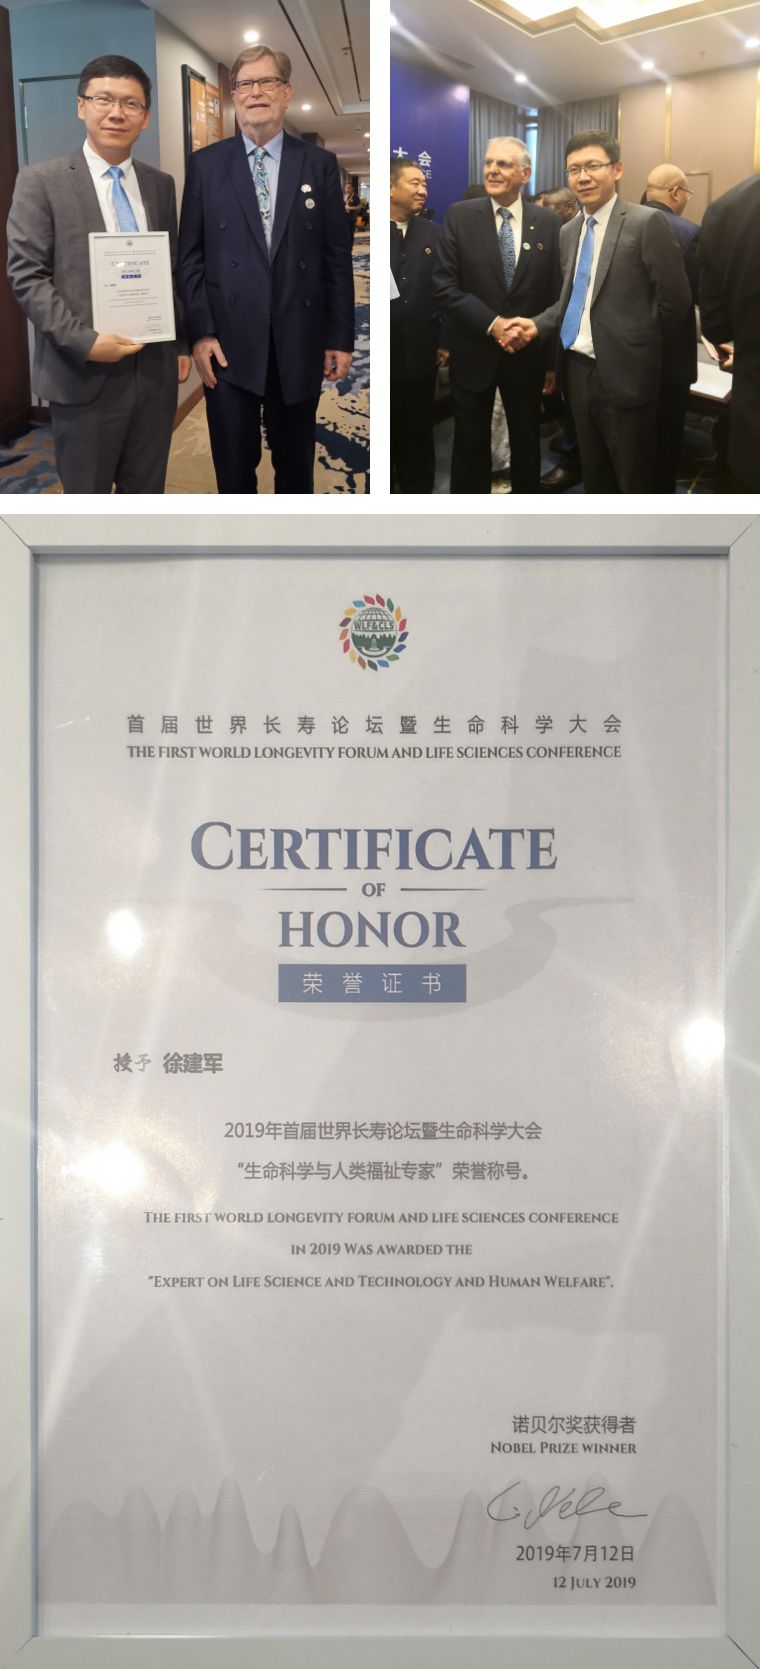 CERTIFICATE
HONOR
大会
WLF&CLS
首届世界长寿论坛暨生命科学大会
THE FIRST WORLD LONGEVITY FORUM AND LIFE SCIENCES CONFERENCE
CERTIFICATE
OF
HONOR
荣誉证书
授予 徐建军
2019年首届世界长寿论坛暨生命科学大会
“生命科学与人类福祉专家”荣誉称号。
THE FIRST WORLD LONGEVITY FORUM AND LIFE SCIENCES CONFERENCE
IN 2019 WAS AWARDED THE
"EXPERT ON LIFE SCIENCE AND TECHNOLOGY AND HUMAN WELFARE".
诺贝尔奖获得者
NOBEL PRIZE WINNER
2019年7月12日
12 JULY 2019